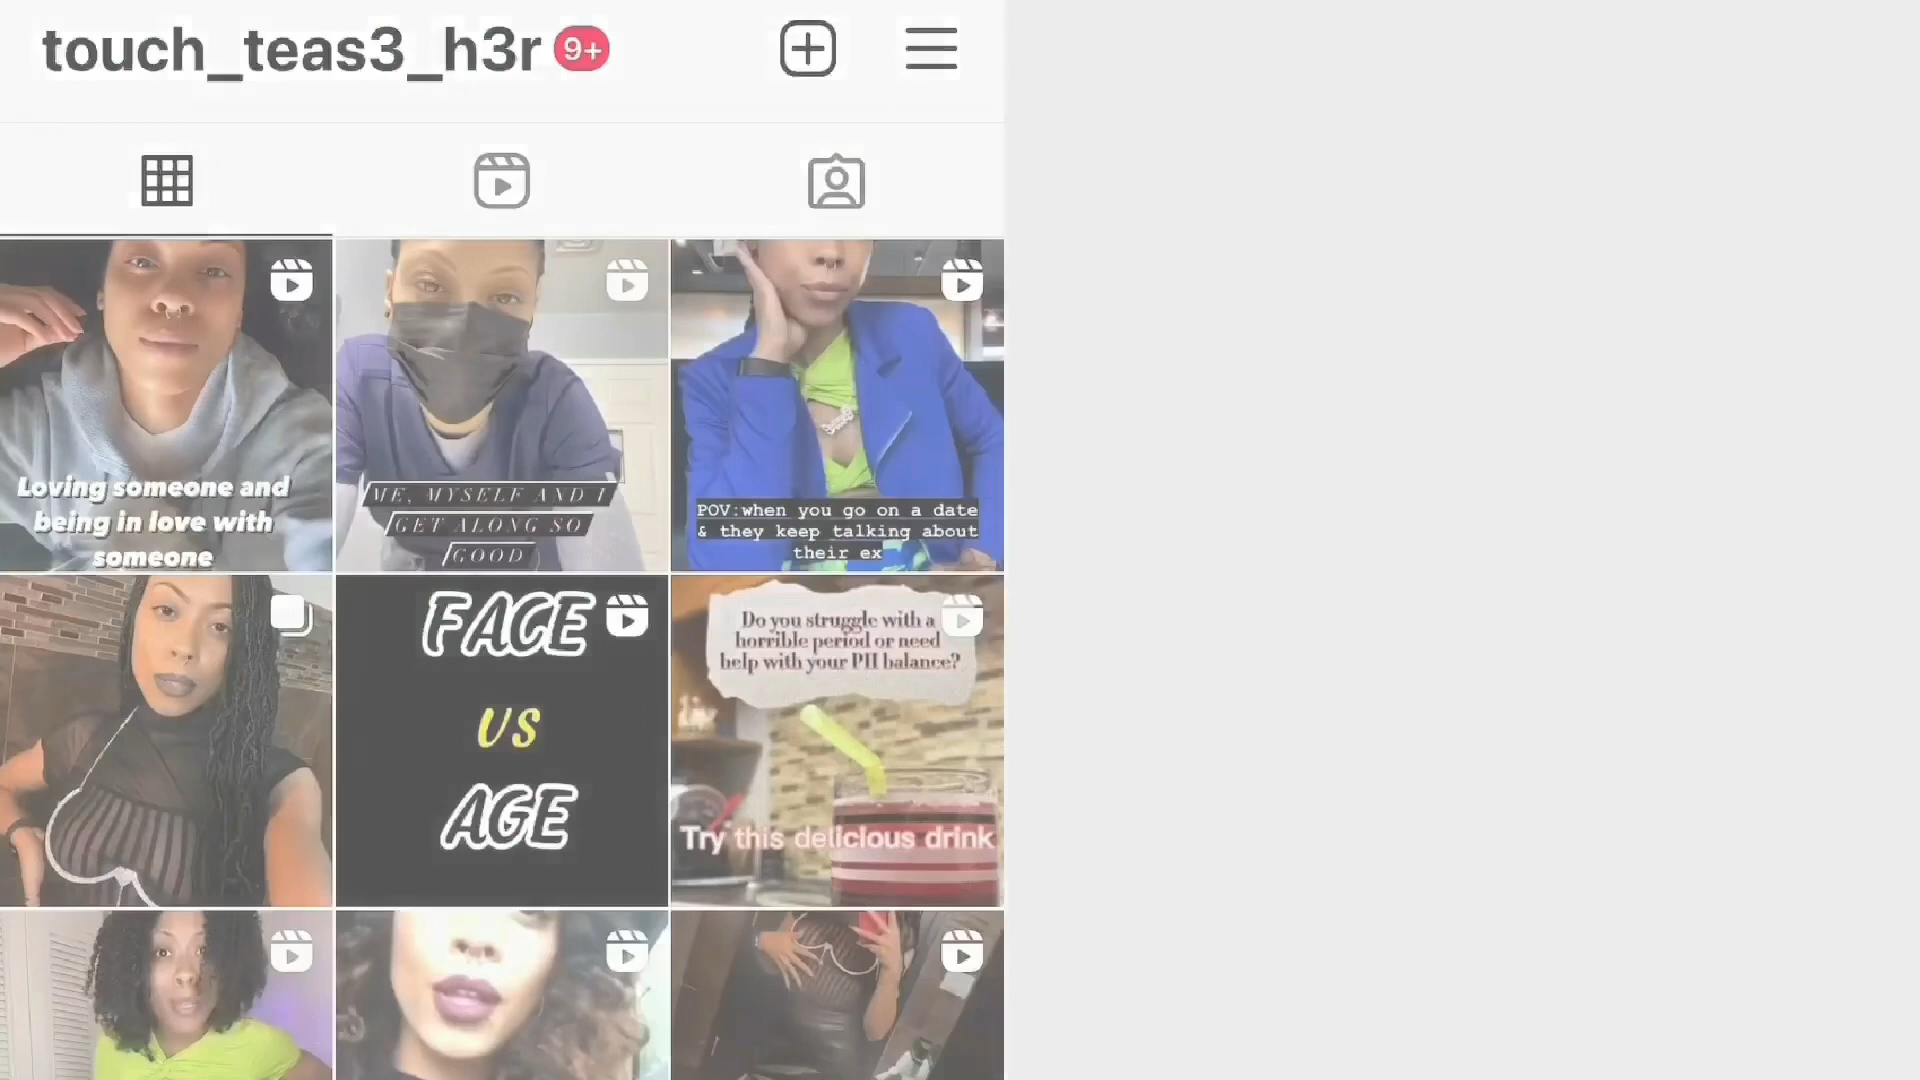 touch_teas3_h3r 9+
Loving someone and
being in love with
someone
ME, MYSELF AND I
GET ALONG SO
GOOD
POV:when you go on a date
& they keep talking about
their ex
FACE
VS
AGE
Do you struggle with a
horrible period or need
help with your PH balance?
Try this delicious drink